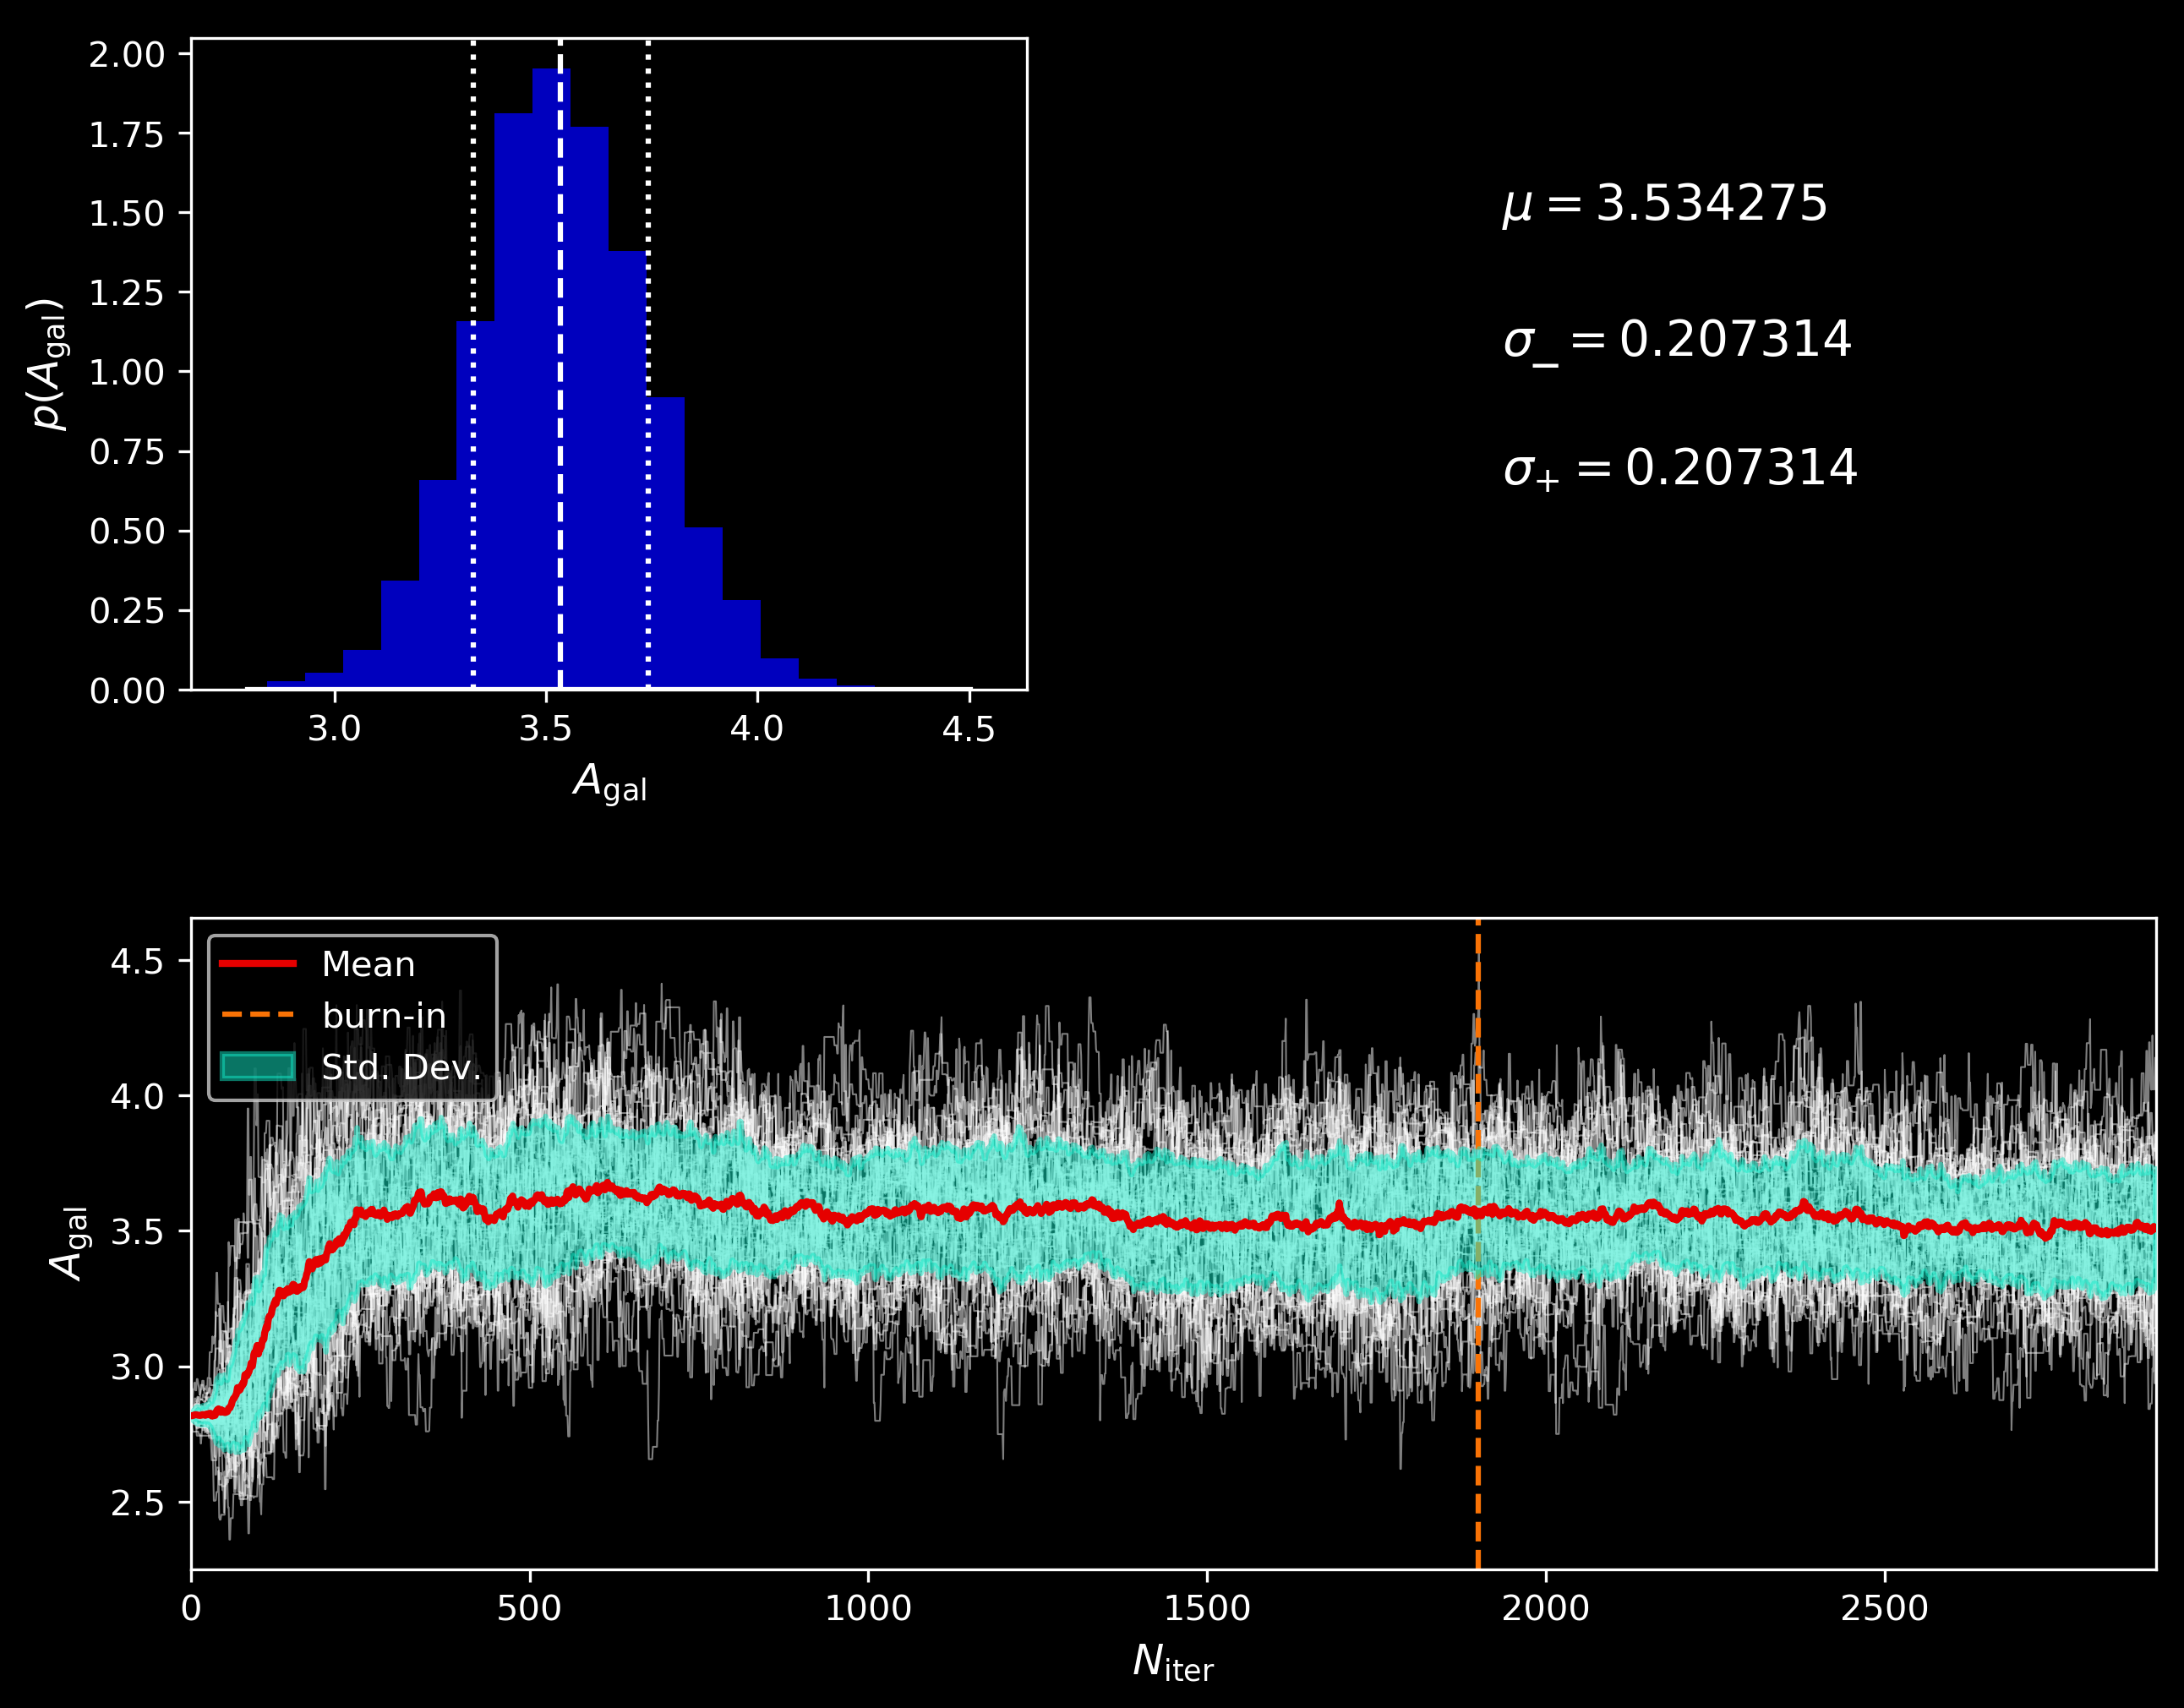 2.00
1.75
1.50
1.25
1.00
0.75
0.50
0.25
0.00
p(A_gal)
3.0 3.5 4.0 4.5
A_gal
μ = 3.534275
σ_− = 0.207314
σ_+ = 0.207314
Mean
burn-in
Std. Dev.
4.5
4.0
3.5
3.0
2.5
A_gal
0 500 1000 1500 2000 2500
N_iter